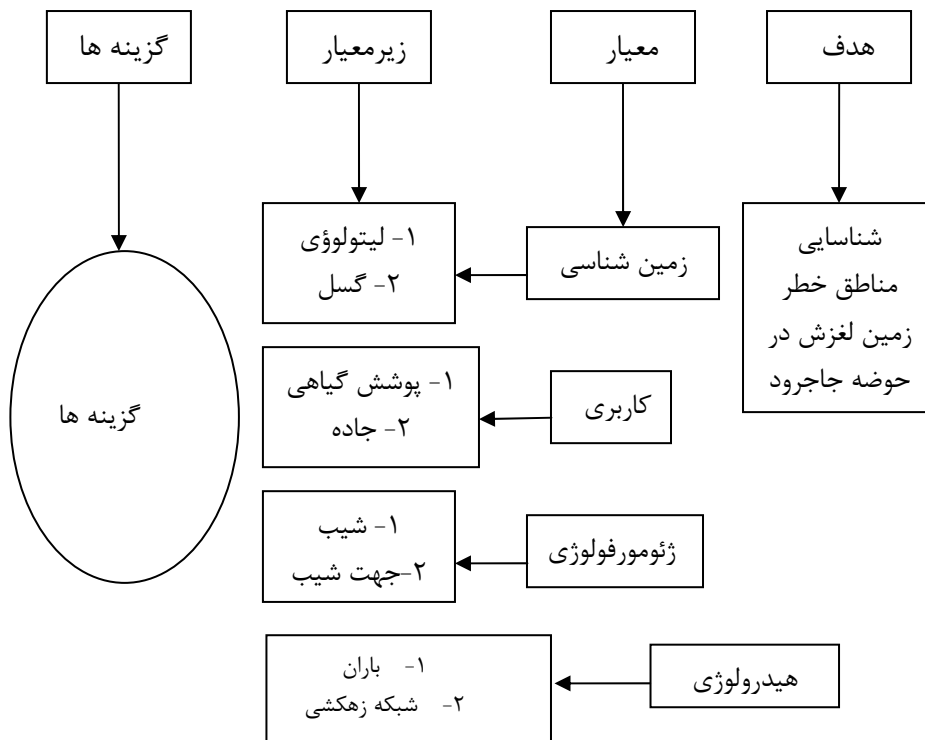 هدف
معیار
زیرمعیار
گزینه ها
شناسایی
مناطق خطر
زمین لغزش در
حوضه جاجرود
زمین شناسی
۱- لیتولوؤی
۲- گسل
کاربری
۱- پوشش گیاهی
۲- جاده
ژئومورفولوژی
۱- شیب
۲-جهت شیب
هیدرولوژی
۱- باران
۲- شبکه زهکشی
گزینه ها